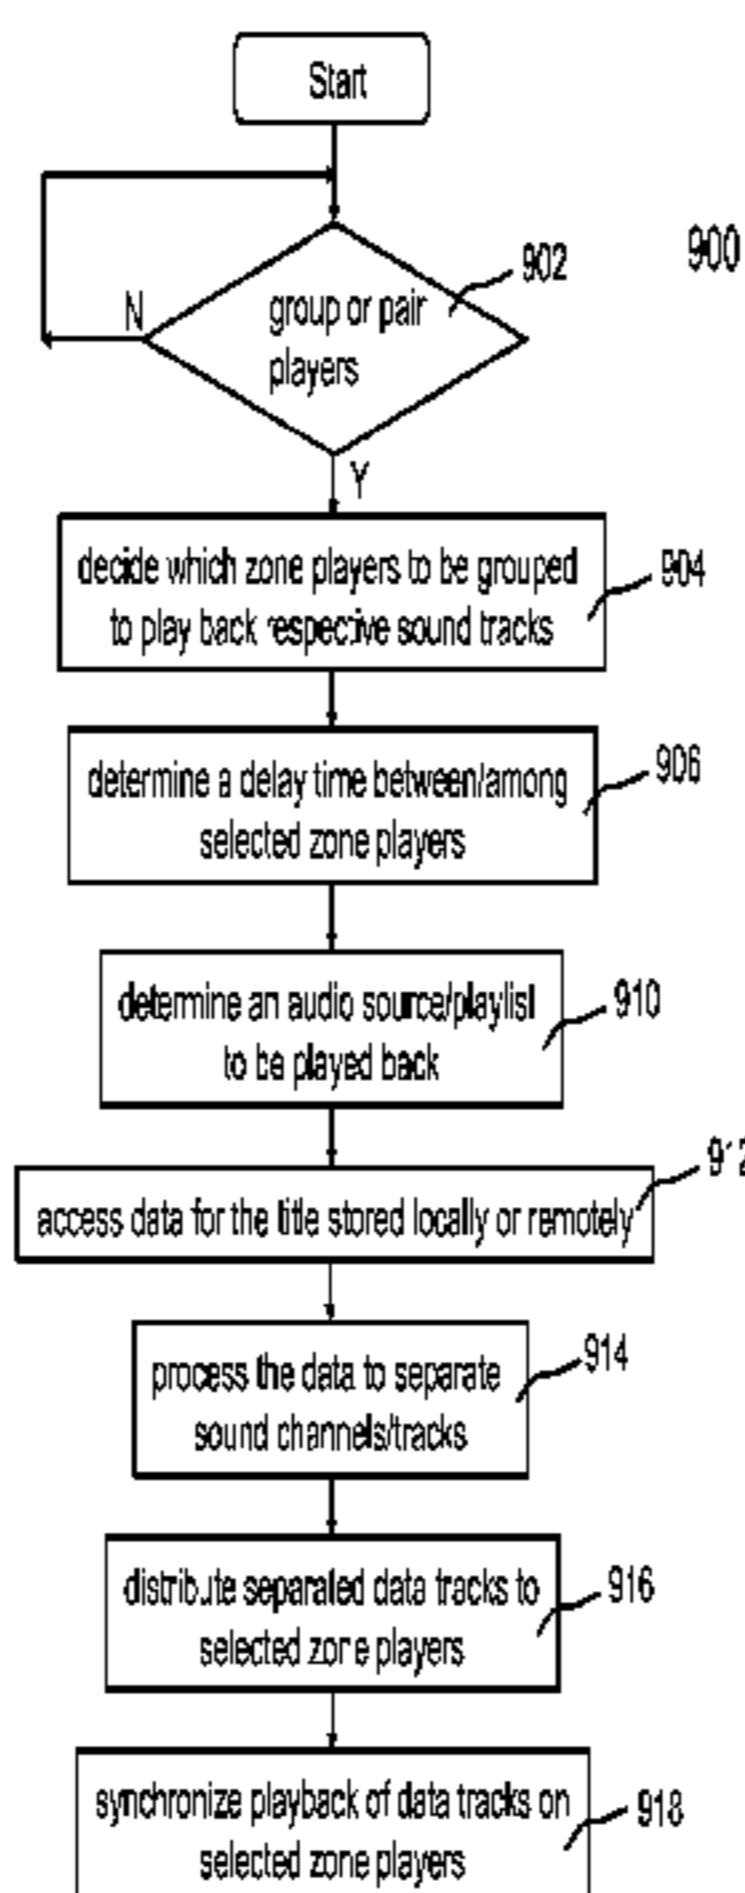 Start
900
902
group or pair
players
N
Y
decide which zone players to be grouped
to play back respective sound tracks
904
determine a delay time between/among
selected zone players
906
determine an audio source/playlist
to be played back
910
access data for the title stored locally or remotely
912
process the data to separate
sound channels/tracks
914
distribute separated data tracks to
selected zone players
916
synchronize playback of data tracks on
selected zone players
918